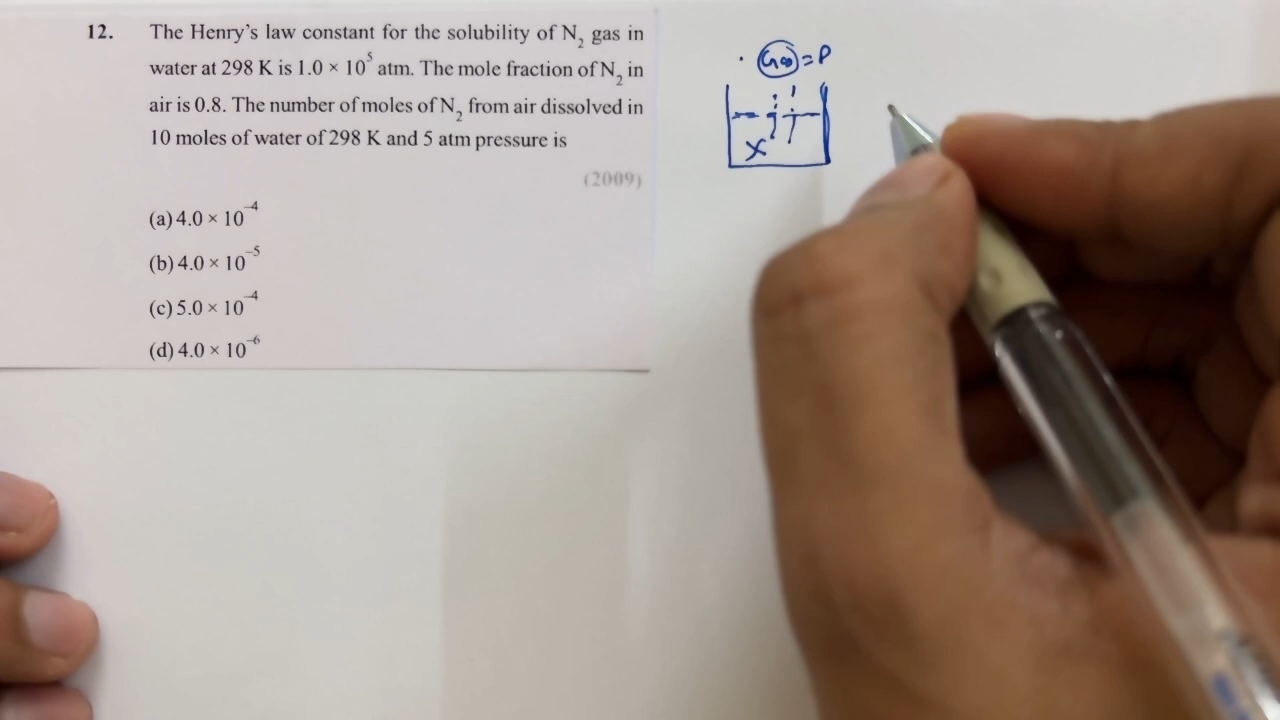 12. The Henry's law constant for the solubility of N₂ gas in
water at 298 K is 1.0 × 10⁵ atm. The mole fraction of N₂ in
air is 0.8. The number of moles of N₂ from air dissolved in
10 moles of water of 298 K and 5 atm pressure is
(2009)
(a) 4.0 × 10⁻⁴
(b) 4.0 × 10⁻⁵
(c) 5.0 × 10⁻⁴
(d) 4.0 × 10⁻⁶
Gas = P
X